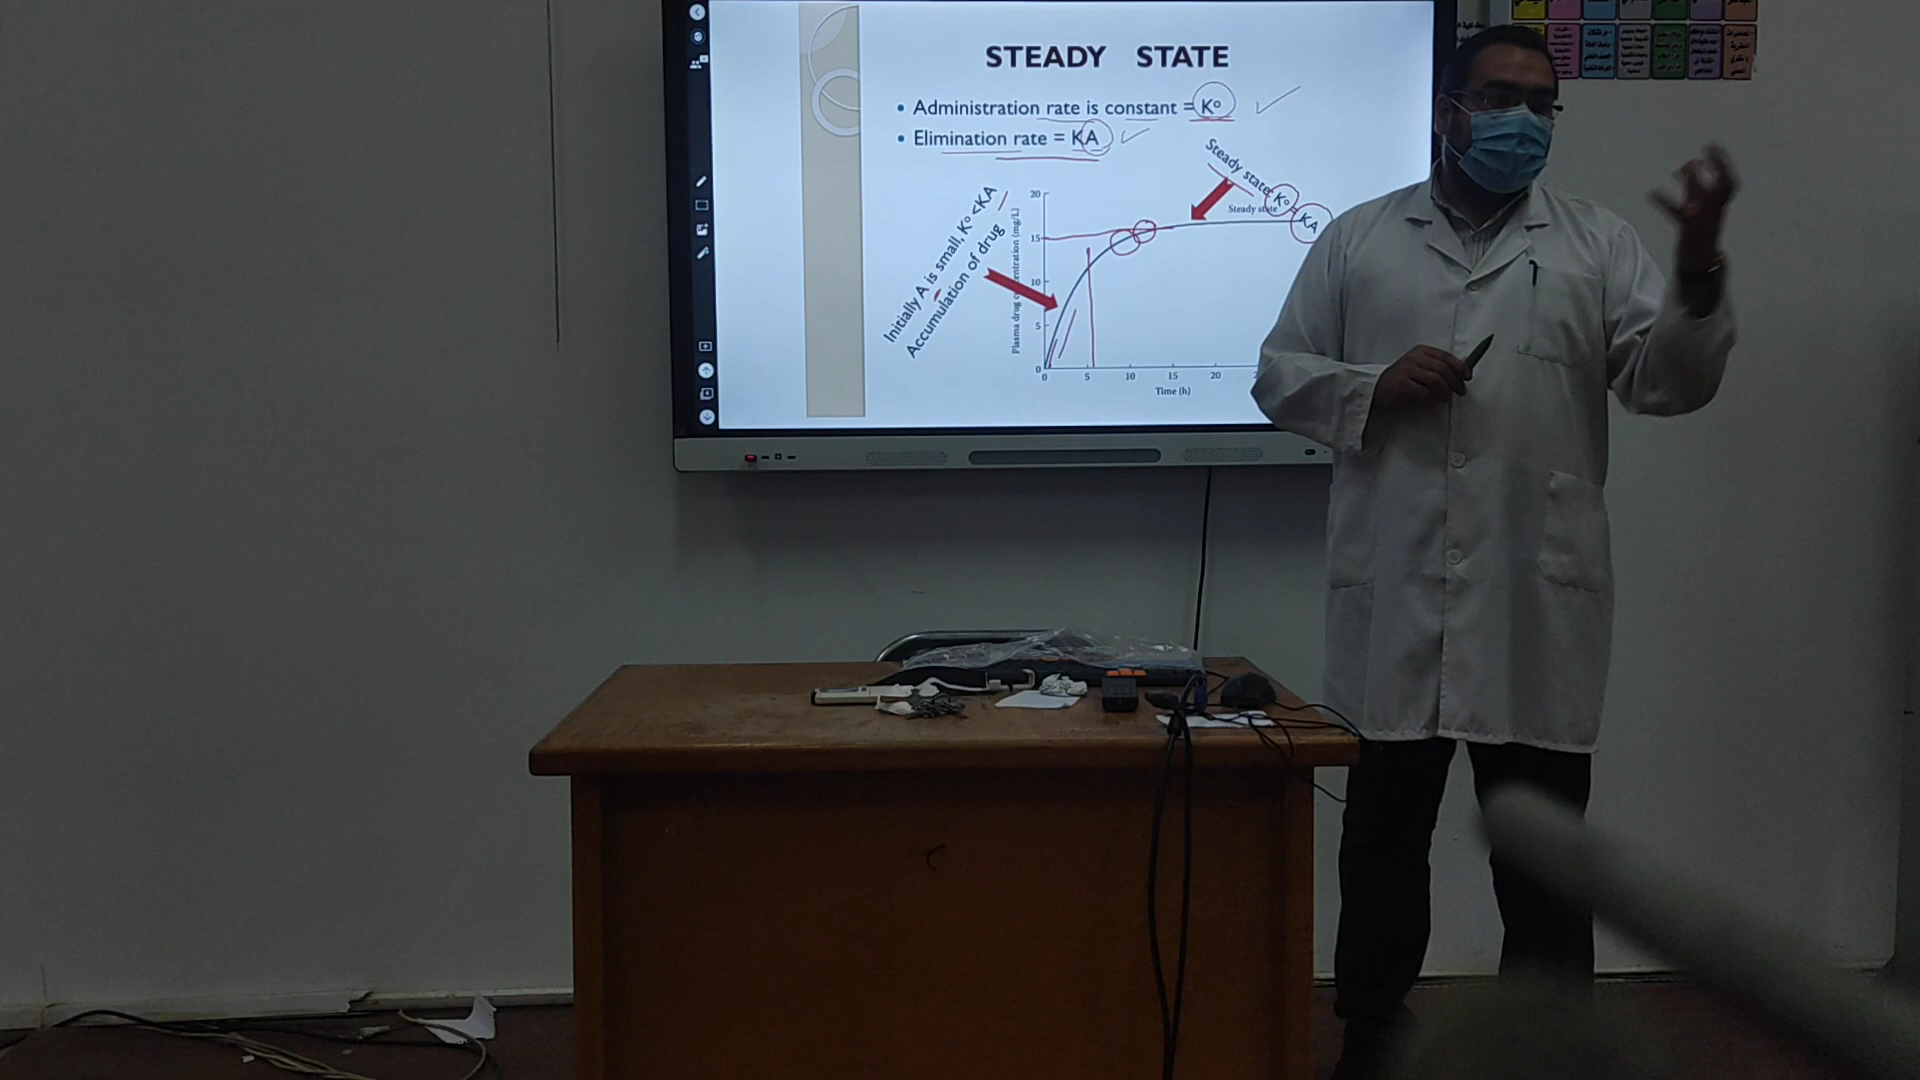 STEADY STATE
• Administration rate is constant = K°
• Elimination rate = KA
Initially A is small, K° <KA
Accumulation of drug
Steady state K° = KA
Steady state
Plasma drug concentration (mg/L)
20
15
10
5
0
0 5 10 15 20
Time (h)